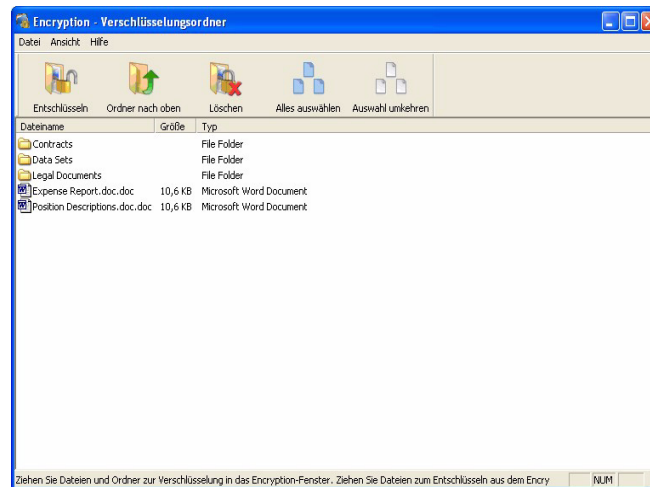 Encryption - Verschlüsselungsordner
Datei Ansicht Hilfe
Entschlüsseln Ordner nach oben Löschen Alles auswählen Auswahl umkehren
Dateiname Größe Typ
Contracts File Folder
Data Sets File Folder
Legal Documents File Folder
Expense Report.doc.doc 10,6 KB Microsoft Word Document
Position Descriptions.doc.doc 10,6 KB Microsoft Word Document
Ziehen Sie Dateien und Ordner zur Verschlüsselung in das Encryption-Fenster. Ziehen Sie Dateien zum Entschlüsseln aus dem Encry NUM